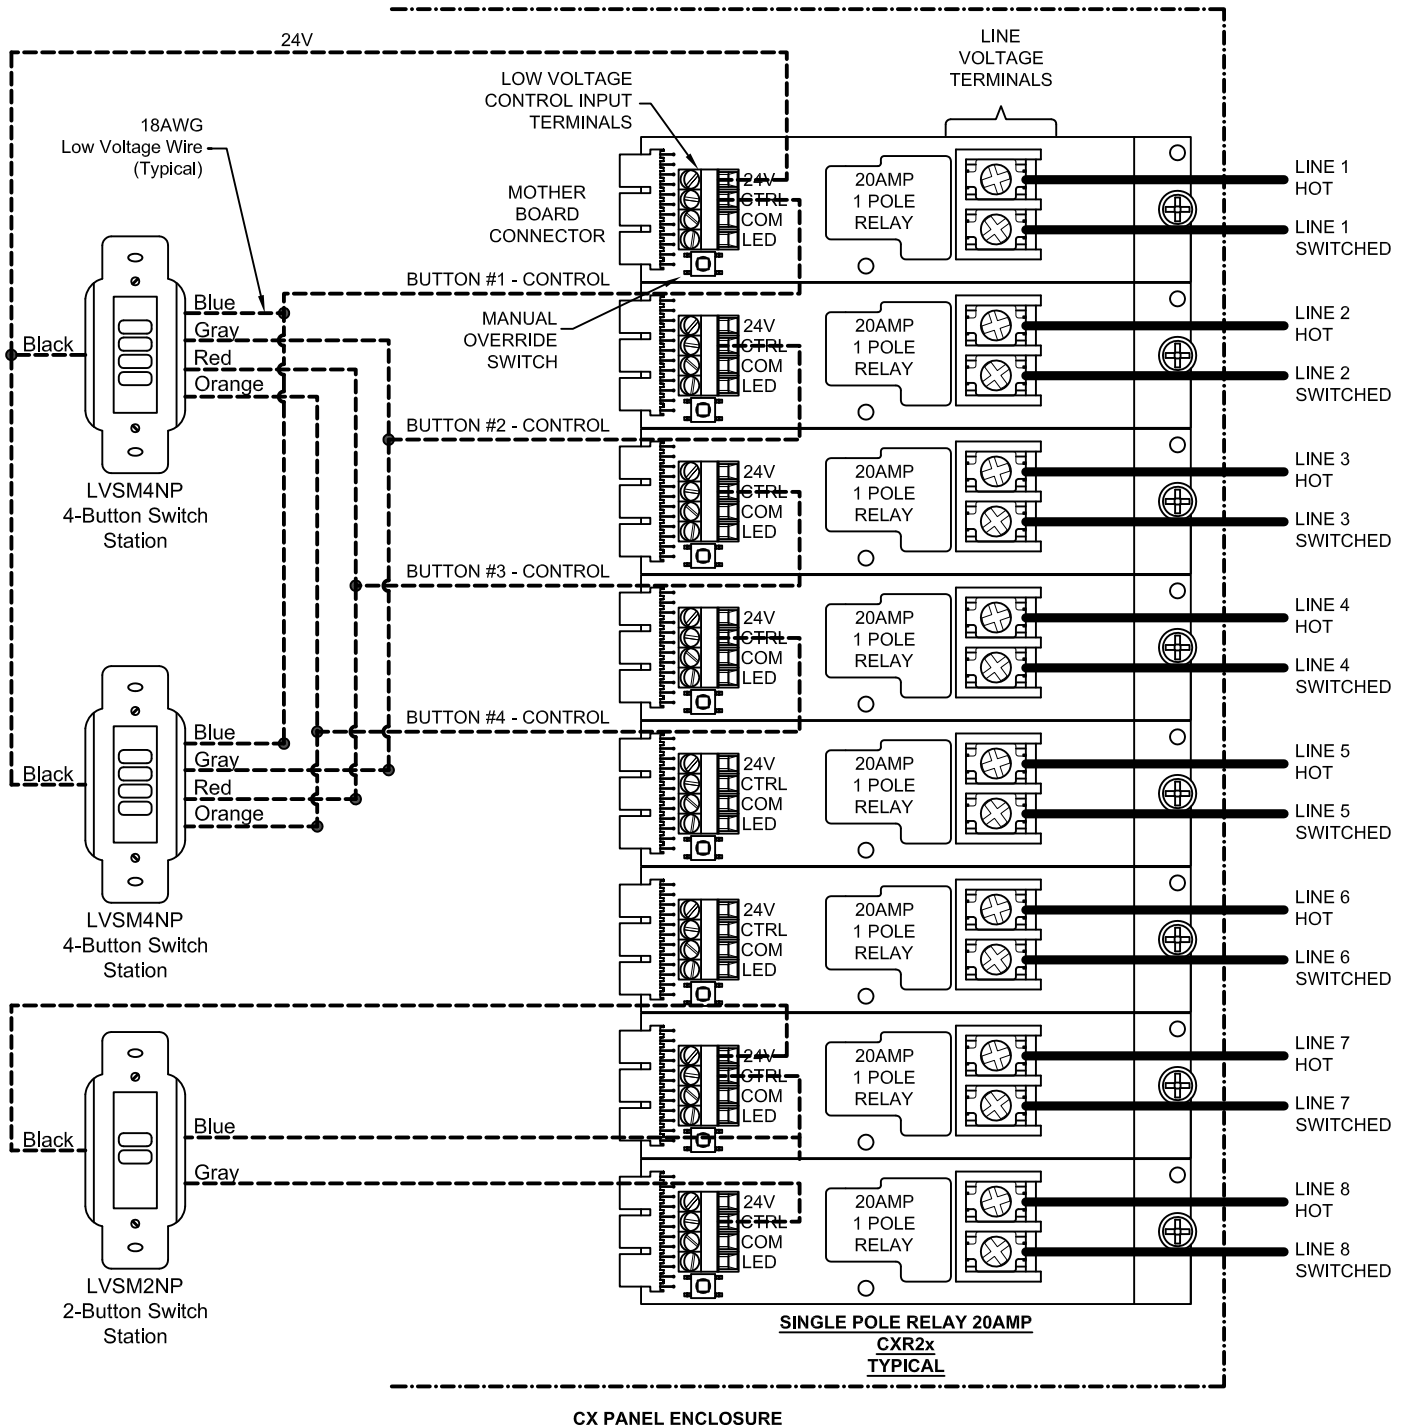 24V
LINE
VOLTAGE
TERMINALS
LOW VOLTAGE
CONTROL INPUT
TERMINALS
18AWG
Low Voltage Wire
(Typical)
MOTHER
BOARD
CONNECTOR
24V
CTRL
COM
LED
20AMP
1 POLE
RELAY
LINE 1
HOT
LINE 1
SWITCHED
BUTTON #1 - CONTROL
MANUAL
OVERRIDE
SWITCH
Black
Blue
Gray
Red
Orange
LVSM4NP
4-Button Switch
Station
24V
CTRL
COM
LED
20AMP
1 POLE
RELAY
LINE 2
HOT
LINE 2
SWITCHED
BUTTON #2 - CONTROL
24V
CTRL
COM
LED
20AMP
1 POLE
RELAY
LINE 3
HOT
LINE 3
SWITCHED
BUTTON #3 - CONTROL
24V
CTRL
COM
LED
20AMP
1 POLE
RELAY
LINE 4
HOT
LINE 4
SWITCHED
BUTTON #4 - CONTROL
Black
Blue
Gray
Red
Orange
LVSM4NP
4-Button Switch
Station
24V
CTRL
COM
LED
20AMP
1 POLE
RELAY
LINE 5
HOT
LINE 5
SWITCHED
24V
CTRL
COM
LED
20AMP
1 POLE
RELAY
LINE 6
HOT
LINE 6
SWITCHED
24V
CTRL
COM
LED
20AMP
1 POLE
RELAY
LINE 7
HOT
LINE 7
SWITCHED
Black
Blue
Gray
LVSM2NP
2-Button Switch
Station
24V
CTRL
COM
LED
20AMP
1 POLE
RELAY
LINE 8
HOT
LINE 8
SWITCHED
SINGLE POLE RELAY 20AMP
CXR2x
TYPICAL
CX PANEL ENCLOSURE